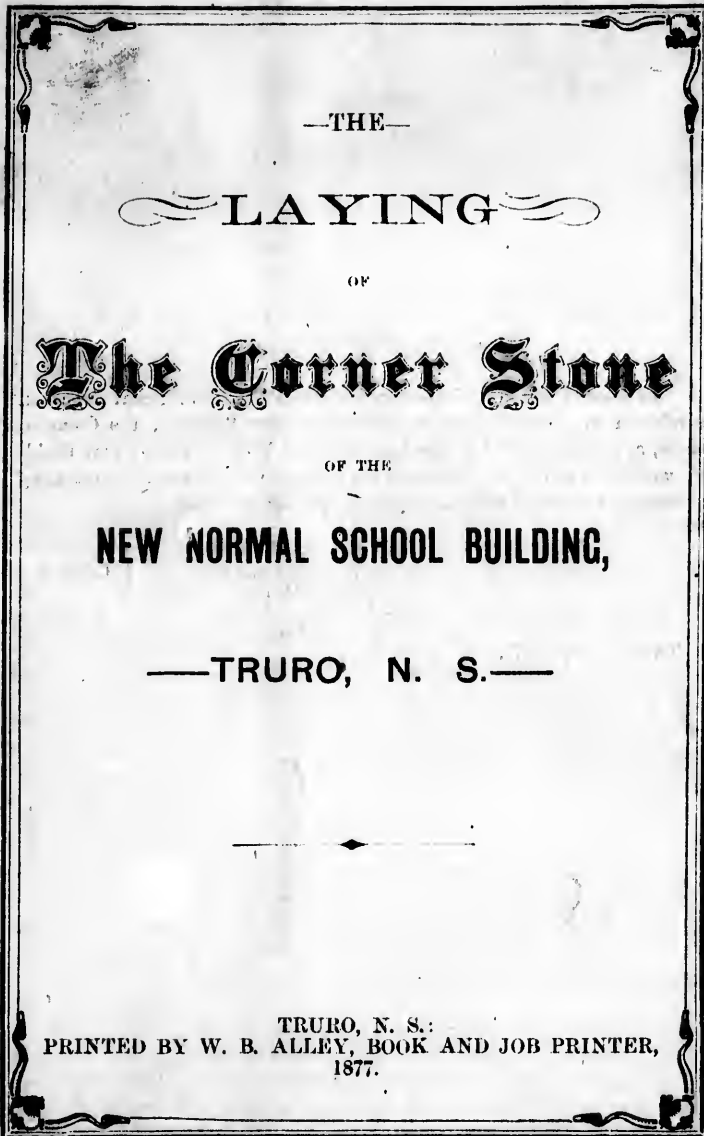 —THE—
LAYING
OF
The Corner Stone
OF THE
NEW NORMAL SCHOOL BUILDING,
—TRURO, N. S.—
TRURO, N. S.:
PRINTED BY W. B. ALLEY, BOOK AND JOB PRINTER,
1877.